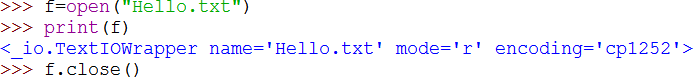 >>> f=open("Hello.txt")
>>> print(f)
<_io.TextIOWrapper name='Hello.txt' mode='r' encoding='cp1252'>
>>> f.close()